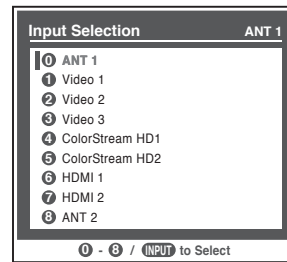 Input Selection ANT 1
0 ANT 1
1 Video 1
2 Video 2
3 Video 3
4 ColorStream HD1
5 ColorStream HD2
6 HDMI 1
7 HDMI 2
8 ANT 2
0 - 8 / INPUT to Select